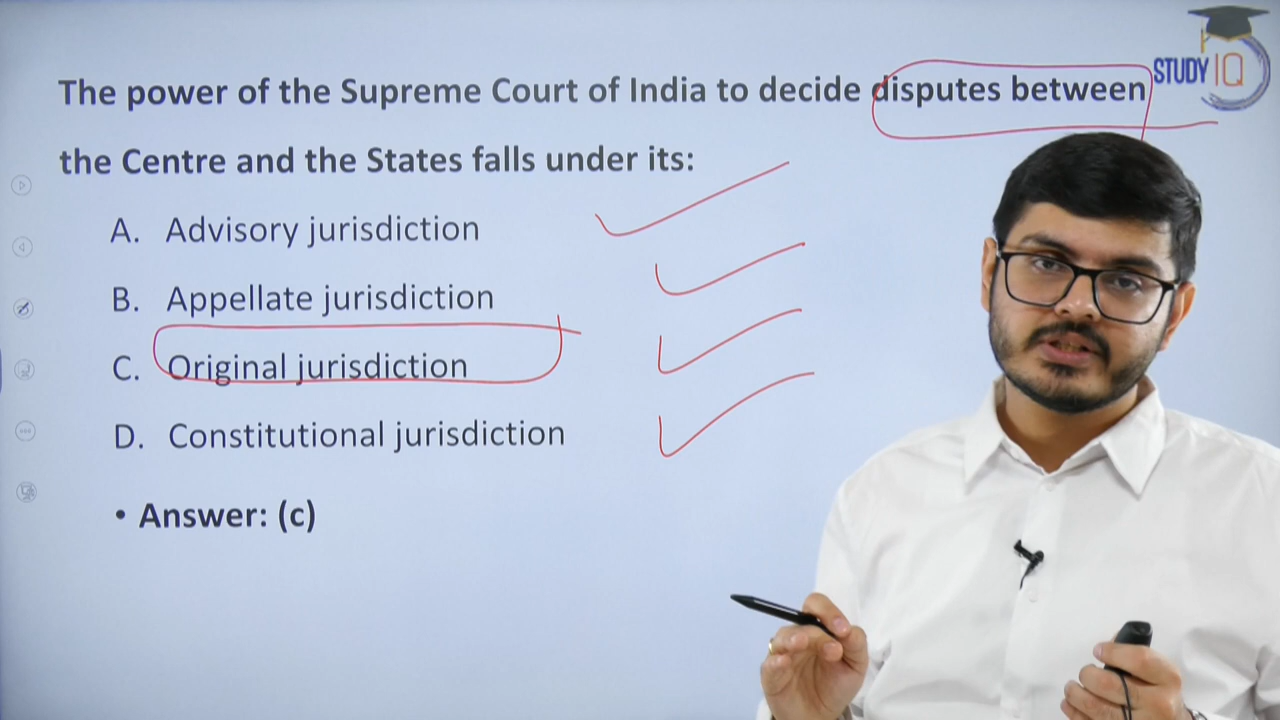 The power of the Supreme Court of India to decide disputes between
the Centre and the States falls under its:
A. Advisory jurisdiction
B. Appellate jurisdiction
C. Original jurisdiction
D. Constitutional jurisdiction
• Answer: (c)
STUDY IQ